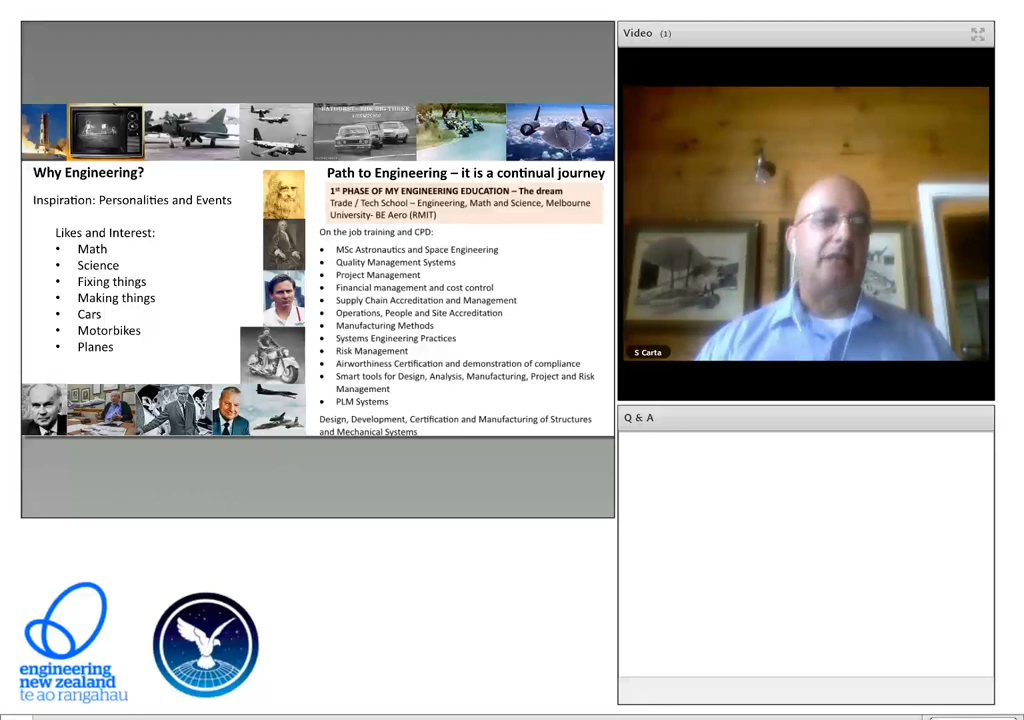 BATHURST - THE BIG THREE
Why Engineering?
Inspiration: Personalities and Events
Likes and Interest:
• Math
• Science
• Fixing things
• Making things
• Cars
• Motorbikes
• Planes
Path to Engineering – it is a continual journey
1st PHASE OF MY ENGINEERING EDUCATION – The dream
Trade / Tech School – Engineering, Math and Science, Melbourne
University- BE Aero (RMIT)
On the job training and CPD:
• MSc Astronautics and Space Engineering
• Quality Management Systems
• Project Management
• Financial management and cost control
• Supply Chain Accreditation and Management
• Operations, People and Site Accreditation
• Manufacturing Methods
• Systems Engineering Practices
• Risk Management
• Airworthiness Certification and demonstration of compliance
• Smart tools for Design, Analysis, Manufacturing, Project and Risk
Management
• PLM Systems
Design, Development, Certification and Manufacturing of Structures
and Mechanical Systems
Video (1)
S Carta
Q & A
engineering
new zealand
te ao rangahau